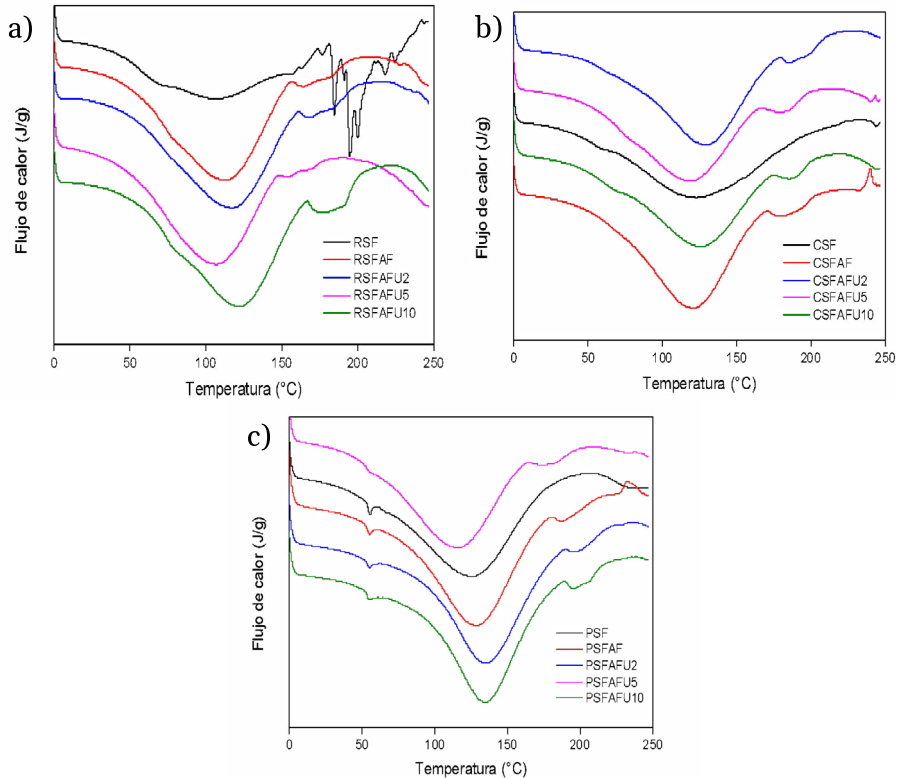 a)
Flujo de calor (J/g)
RSF
RSFAF
RSFAFU2
RSFAFU5
RSFAFU10
0 50 100 150 200 250
Temperatura (°C)
b)
Flujo de calor (J/g)
CSF
CSFAF
CSFAFU2
CSFAFU5
CSFAFU10
0 50 100 150 200 250
Temperatura (°C)
c)
Flujo de calor (J/g)
PSF
PSFAF
PSFAFU2
PSFAFU5
PSFAFU10
0 50 100 150 200 250
Temperatura (°C)